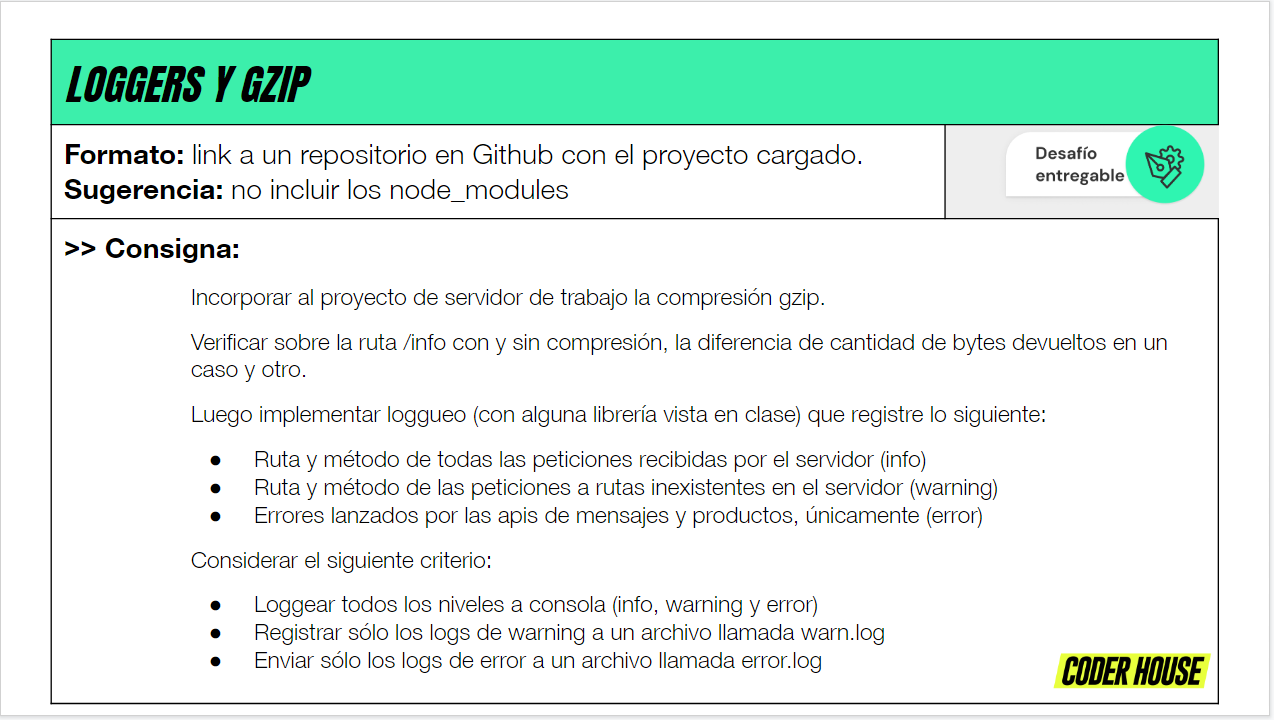 LOGGERS Y GZIP
Formato: link a un repositorio en Github con el proyecto cargado.
Sugerencia: no incluir los node_modules
Desafío
entregable
>> Consigna:
Incorporar al proyecto de servidor de trabajo la compresión gzip.
Verificar sobre la ruta /info con y sin compresión, la diferencia de cantidad de bytes devueltos en un
caso y otro.
Luego implementar loggueo (con alguna librería vista en clase) que registre lo siguiente:
● Ruta y método de todas las peticiones recibidas por el servidor (info)
● Ruta y método de las peticiones a rutas inexistentes en el servidor (warning)
● Errores lanzados por las apis de mensajes y productos, únicamente (error)
Considerar el siguiente criterio:
● Loggear todos los niveles a consola (info, warning y error)
● Registrar sólo los logs de warning a un archivo llamada warn.log
● Enviar sólo los logs de error a un archivo llamada error.log
CODER HOUSE